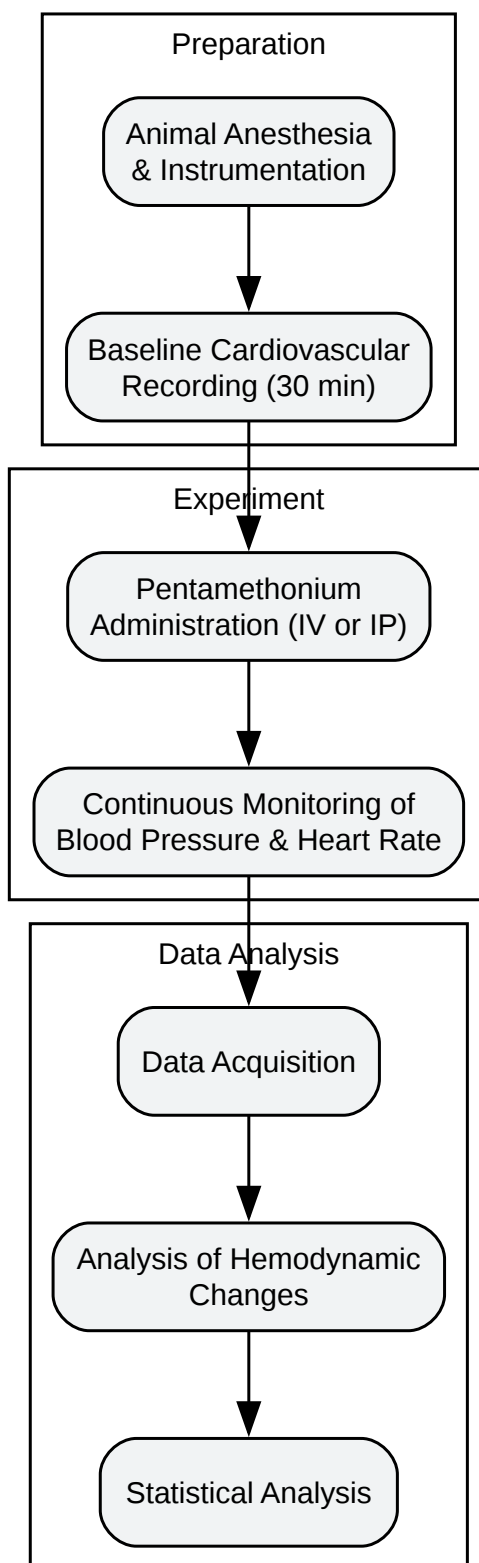 Preparation
Animal Anesthesia
& Instrumentation
Baseline Cardiovascular
Recording (30 min)
Experiment
Pentamethonium
Administration (IV or IP)
Continuous Monitoring of
Blood Pressure & Heart Rate
Data Analysis
Data Acquisition
Analysis of Hemodynamic
Changes
Statistical Analysis